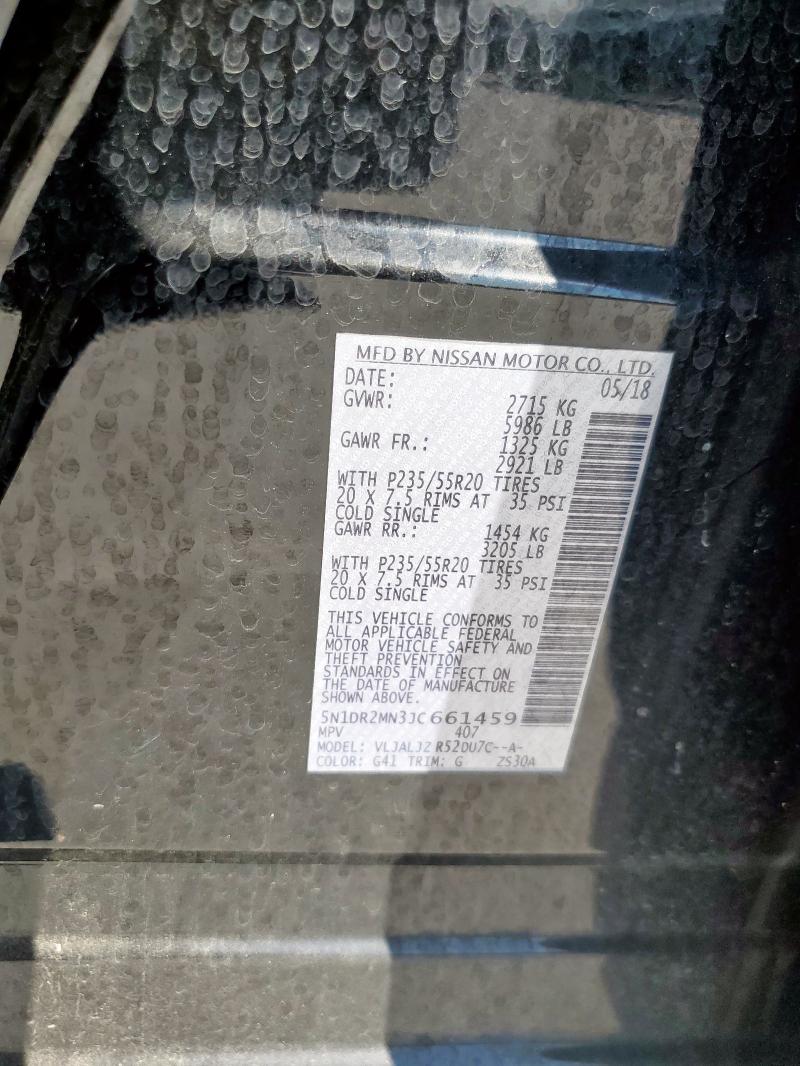 MFD BY NISSAN MOTOR CO., LTD.
DATE: 05/18
GVWR: 2715 KG
5986 LB
GAWR FR.: 1325 KG
2921 LB
WITH P235/55R20 TIRES
20 X 7.5 RIMS AT 35 PSI
COLD SINGLE
GAWR RR.: 1454 KG
3205 LB
WITH P235/55R20 TIRES
20 X 7.5 RIMS AT 35 PSI
COLD SINGLE
THIS VEHICLE CONFORMS TO
ALL APPLICABLE FEDERAL
MOTOR VEHICLE SAFETY AND
THEFT PREVENTION
STANDARDS IN EFFECT ON
THE DATE OF MANUFACTURE
SHOWN ABOVE.
5N1DR2MN3JC661459
MPV 407
MODEL: VLJALJZ R52DU7C--A-
COLOR: G41 TRIM: G ZS30A